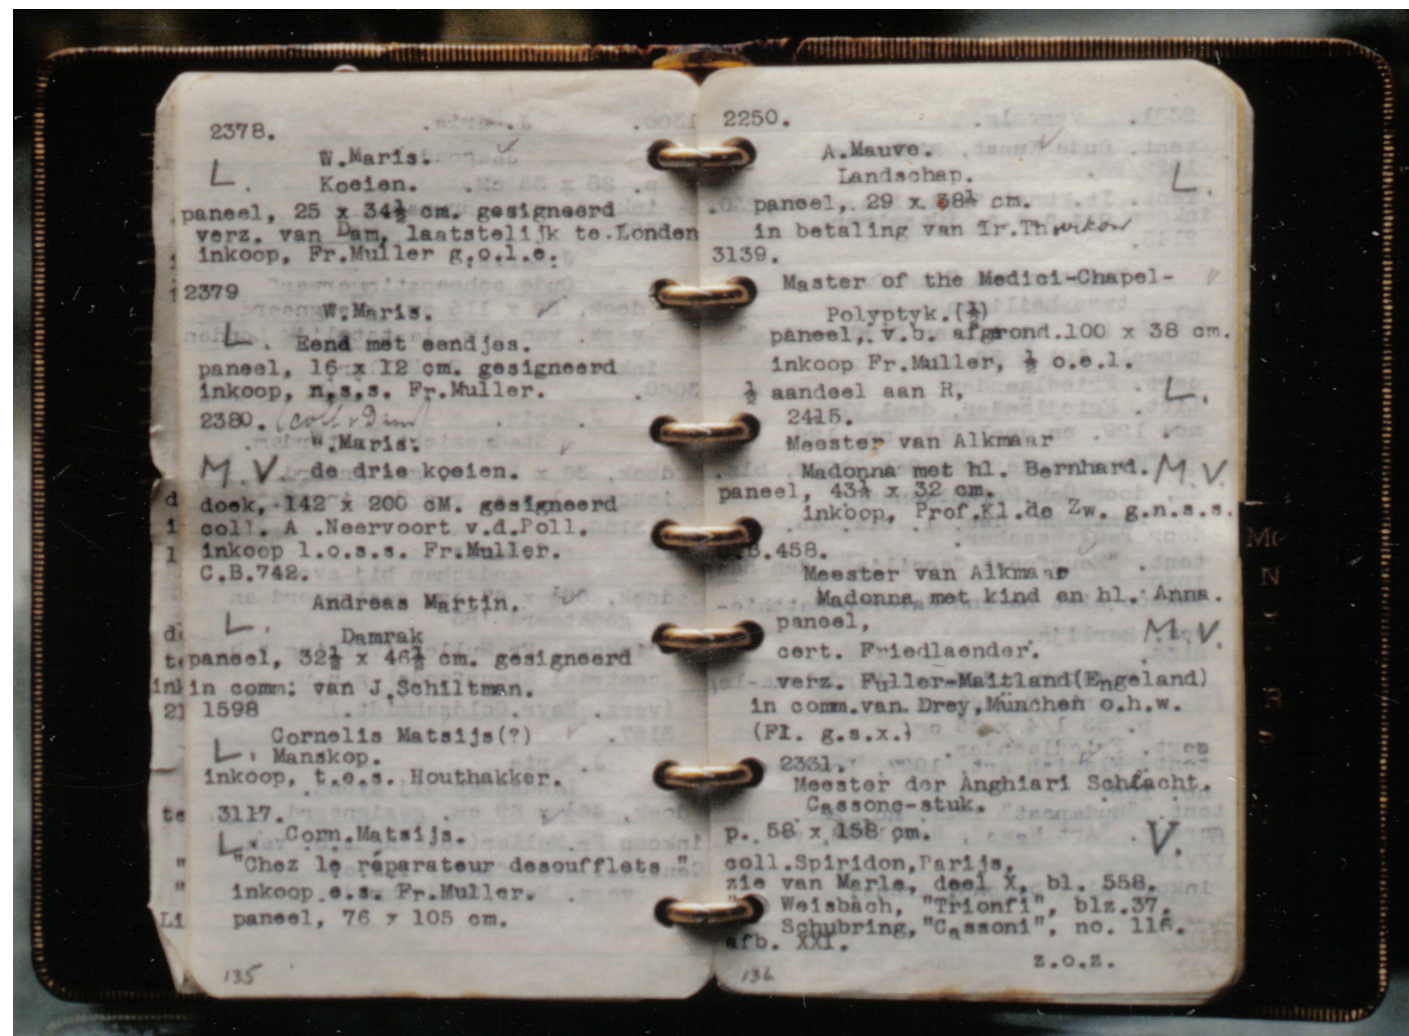 2378.
W.Maris.
L. Koeien.
paneel, 25 x 34½ cm. gesigneerd
verz. van Dam, laatstelijk te.Londen
inkoop, Fr.Muller g.o.l.e.
2379
W.Maris.
L. Eend met eendjes.
paneel, 16 x 12 cm. gesigneerd
inkoop, n.s.s. Fr.Muller.
2380.
W.Maris.
M.V. de drie koeien.
doek, 142 x 200 cM. gesigneerd
coll. A .Neervoort v.d.Poll.
inkoop l.o.s.s. Fr.Muller.
C.B.742.
Andreas Martin.
L. Damrak
paneel, 32½ x 46½ cm. gesigneerd
in comm. van J.Schiltman.
1598
Cornelis Matsijs(?)
L. Manskop.
inkoop, t.e.s. Houthakker.
3117.
Corn.Matsijs.
L.
"Chez le réparateur desoufflets "
inkoop e.s. Fr.Muller.
paneel, 76 x 105 cm.
135
2250.
A.Mauve.
Landschap. L.
paneel, 29 x 38½ cm.
in betaling van Ir.Th
3139.
Master of the Medici-Chapel-
Polyptyk.(½)
paneel, v.b. afgrond.100 x 38 cm.
inkoop Fr.Muller, ½ o.e.l.
½ aandeel aan R, L.
2415.
Meester van Alkmaar
Madonna met hl. Bernhard. M.V.
paneel, 43½ x 32 cm.
inkoop, Prof.Kl.de Zw. g.n.s.s.
B.458.
Meester van Alkmaar
Madonna met kind en hl. Anna.
paneel, M.V.
cert. Friedlaender.
verz. Fuller-Maitland(Engeland)
in comm.van Drey,München o.h.w.
(Fl. g.s.x.)
2331.
Meester der Anghiari Schlacht.
Cassone-stuk.
p. 58 x 158 cm. V.
coll.Spiridon,Parijs,
zie van Marle, deel X, bl. 558.
" Weisbach, "Trionfi", blz.37.
Schubring,"Cassoni", no. 116.
afb. XXI.
z.o.z.
136